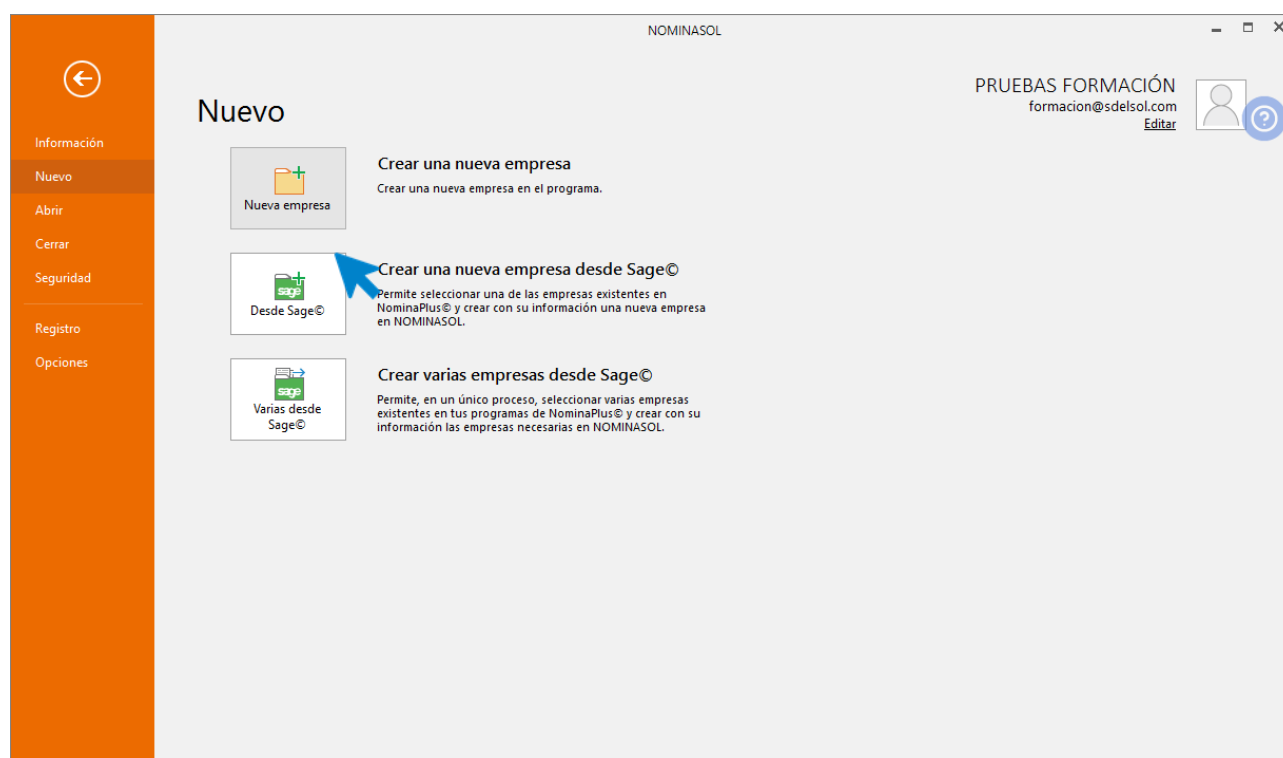 NOMINASOL
PRUEBAS FORMACIÓN
formacion@sdelsol.com
Editar
?
Información
Nuevo
Abrir
Cerrar
Seguridad
Registro
Opciones
Nuevo
Nueva empresa
Crear una nueva empresa
Crear una nueva empresa en el programa.
sage
Desde Sage©
Crear una nueva empresa desde Sage©
Permite seleccionar una de las empresas existentes en
NominaPlus© y crear con su información una nueva empresa
en NOMINASOL.
sage
Varias desde
Sage©
Crear varias empresas desde Sage©
Permite, en un único proceso, seleccionar varias empresas
existentes en tus programas de NominaPlus© y crear con su
información las empresas necesarias en NOMINASOL.